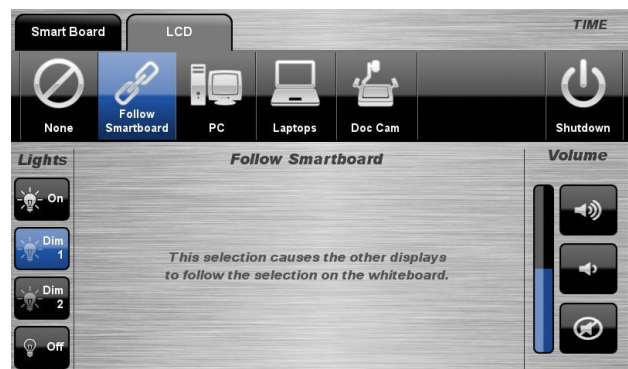 Smart Board
LCD
TIME
None
Follow
Smartboard
PC
Laptops
Doc Cam
Shutdown
Lights
Follow Smartboard
Volume
On
Dim
1
This selection causes the other displays
to follow the selection on the whiteboard.
Dim
2
Off